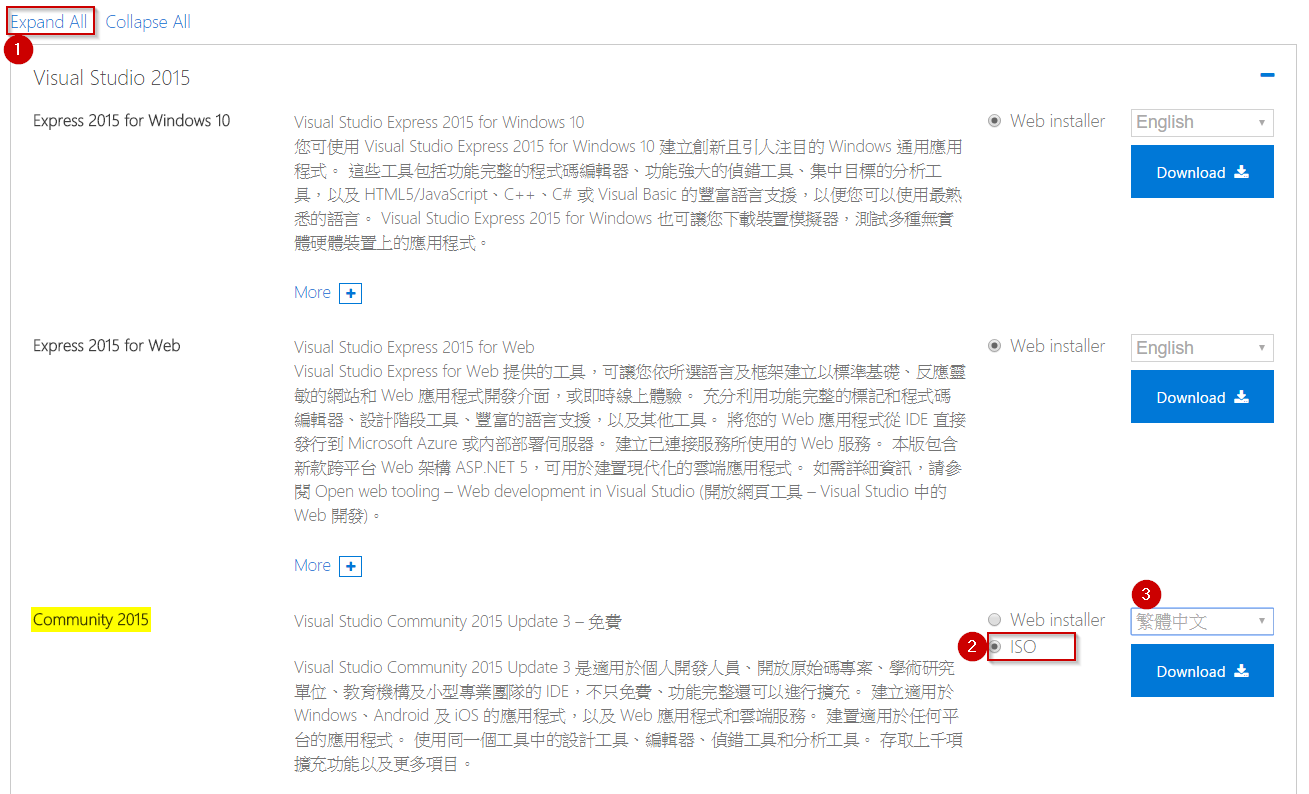 Expand All Collapse All
1
Visual Studio 2015
Express 2015 for Windows 10
Visual Studio Express 2015 for Windows 10
您可使用 Visual Studio Express 2015 for Windows 10 建立創新且引人注目的 Windows 通用應用
程式。 這些工具包括功能完整的程式碼編輯器、功能強大的偵錯工具、集中目標的分析工
具，以及 HTML5/JavaScript、C++、C# 或 Visual Basic 的豐富語言支援，以便您可以使用最熟
悉的語言。 Visual Studio Express 2015 for Windows 也可讓您下載裝置模擬器，測試多種無實
體硬體裝置上的應用程式。
More
Web installer
English
Download
Express 2015 for Web
Visual Studio Express 2015 for Web
Visual Studio Express for Web 提供的工具，可讓您依所選語言及框架建立以標準基礎、反應靈
敏的網站和 Web 應用程式開發介面，或即時線上體驗。 充分利用功能完整的標記和程式碼
編輯器、設計階段工具、豐富的語言支援，以及其他工具。 將您的 Web 應用程式從 IDE 直接
發行到 Microsoft Azure 或內部部署伺服器。 建立已連接服務所使用的 Web 服務。 本版包含
新款跨平台 Web 架構 ASP.NET 5，可用於建置現代化的雲端應用程式。 如需詳細資訊，請參
閱 Open web tooling – Web development in Visual Studio (開放網頁工具 – Visual Studio 中的
Web 開發)。
More
Web installer
English
Download
Community 2015
Visual Studio Community 2015 Update 3 – 免費
Visual Studio Community 2015 Update 3 是適用於個人開發人員、開放原始碼專案、學術研究
單位、教育機構及小型專業團隊的 IDE，不只免費、功能完整還可以進行擴充。 建立適用於
Windows、Android 及 iOS 的應用程式，以及 Web 應用程式和雲端服務。 建置適用於任何平
台的應用程式。 使用同一個工具中的設計工具、編輯器、偵錯工具和分析工具。 存取上千項
擴充功能以及更多項目。
Web installer
2
ISO
3
繁體中文
Download